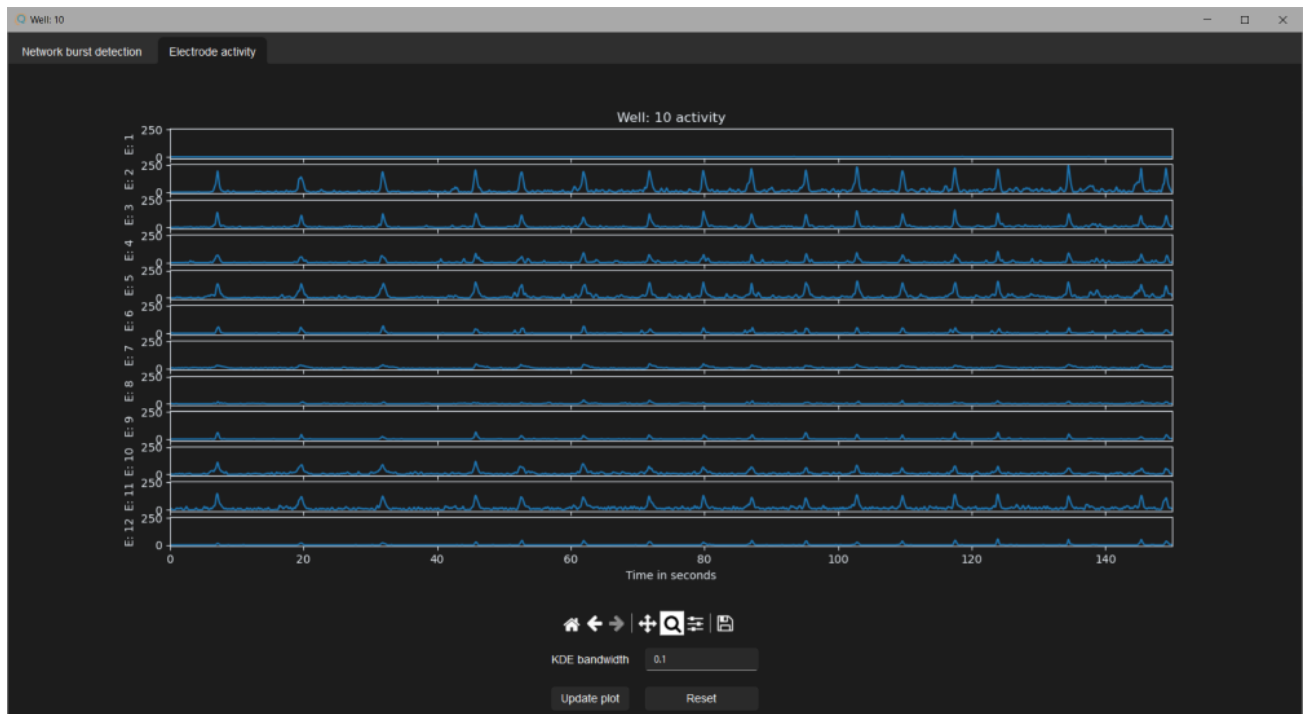 Well: 10
Network burst detection
Electrode activity
Well: 10 activity
E: 1
250
0
E: 2
250
0
E: 3
250
0
E: 4
250
0
E: 5
250
0
E: 6
250
0
E: 7
250
0
E: 8
250
0
E: 9
250
0
E: 10
250
0
E: 11
250
0
E: 12
250
0
0 20 40 60 80 100 120 140
Time in seconds
KDE bandwidth 0.1
Update plot Reset